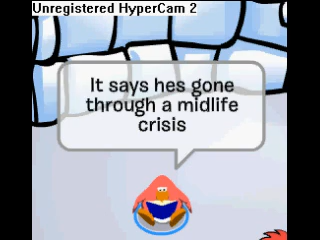 Unregistered HyperCam 2
It says hes gone
through a midlife
crisis